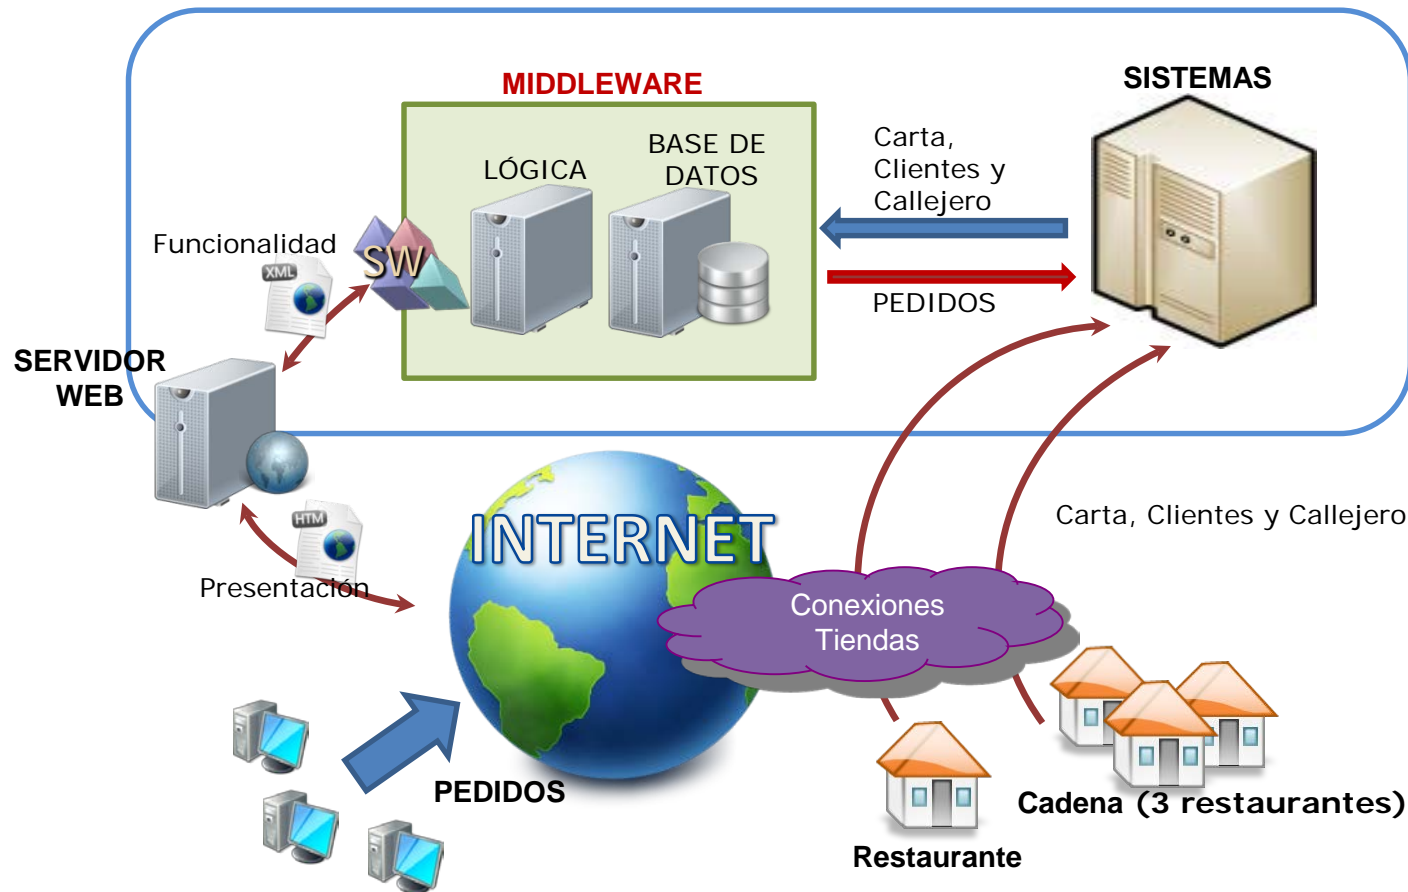 MIDDLEWARE
SISTEMAS
BASE DE
DATOS
LÓGICA
Carta,
Clientes y
Callejero
Funcionalidad
XML
SW
PEDIDOS
SERVIDOR
WEB
INTERNET
HTM
Carta, Clientes y Callejero
Presentación
Conexiones
Tiendas
PEDIDOS
Cadena (3 restaurantes)
Restaurante